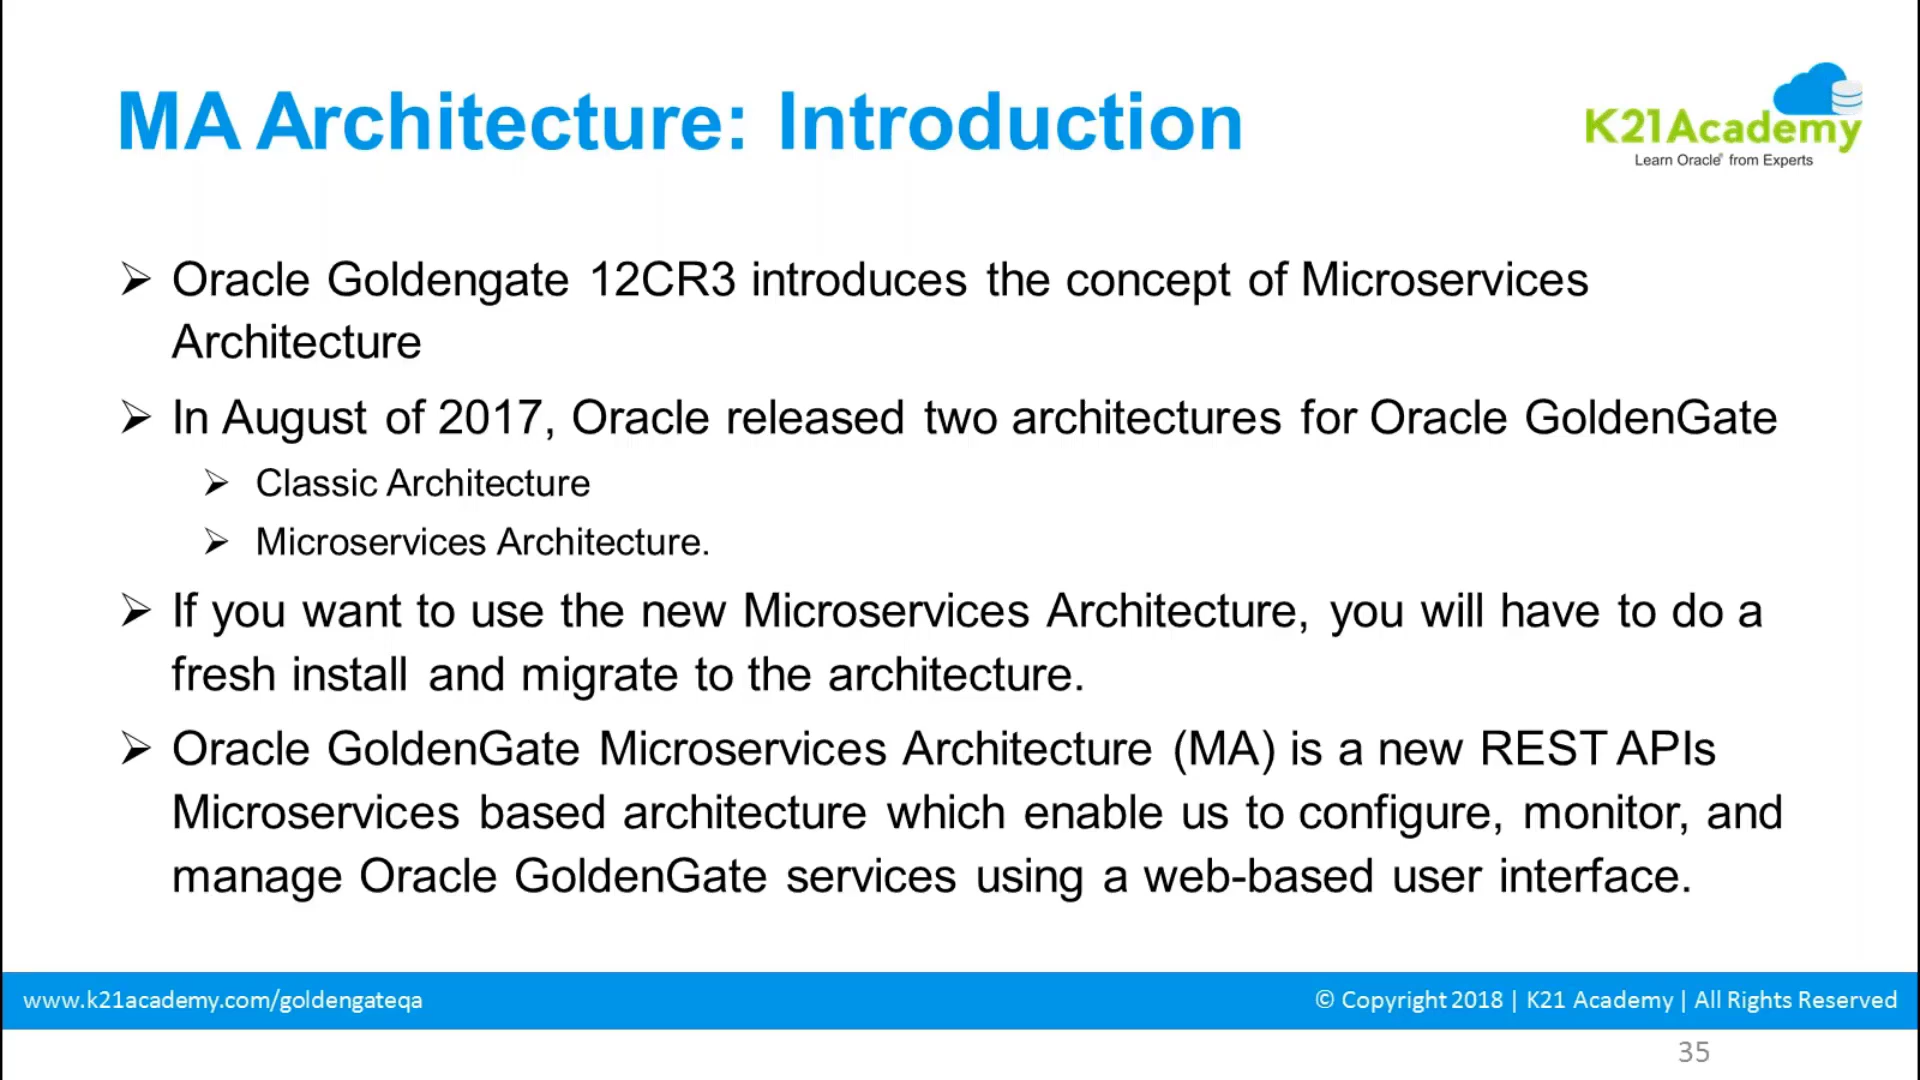 MA Architecture: Introduction
K21Academy
Learn Oracle® from Experts
➢ Oracle Goldengate 12CR3 introduces the concept of Microservices
Architecture
➢ In August of 2017, Oracle released two architectures for Oracle GoldenGate
➢ Classic Architecture
➢ Microservices Architecture.
➢ If you want to use the new Microservices Architecture, you will have to do a
fresh install and migrate to the architecture.
➢ Oracle GoldenGate Microservices Architecture (MA) is a new REST APIs
Microservices based architecture which enable us to configure, monitor, and
manage Oracle GoldenGate services using a web-based user interface.
www.k21academy.com/goldengateqa
© Copyright 2018 | K21 Academy | All Rights Reserved
35